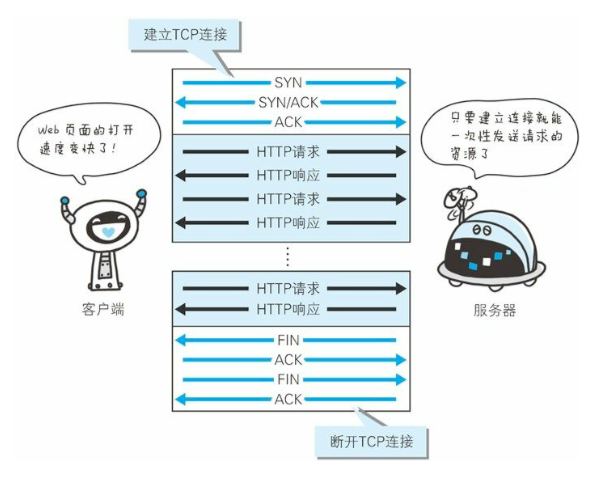 建立TCP连接
SYN
SYN/ACK
ACK
Web 页面的打开
速度变快了!
只要建立连接就能
一次性发送请求的
资源了
HTTP请求
HTTP响应
HTTP请求
HTTP响应
HTTP请求
HTTP响应
客户端
服务器
FIN
ACK
FIN
ACK
断开TCP连接